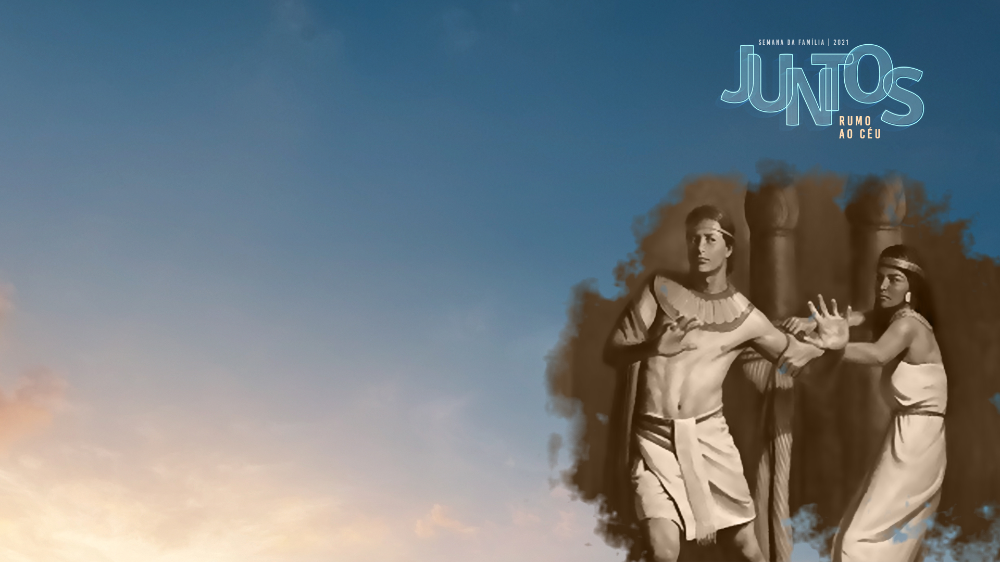 SEMANA DA FAMÍLIA | 2021
JUNTOS
RUMO
AO CÉU